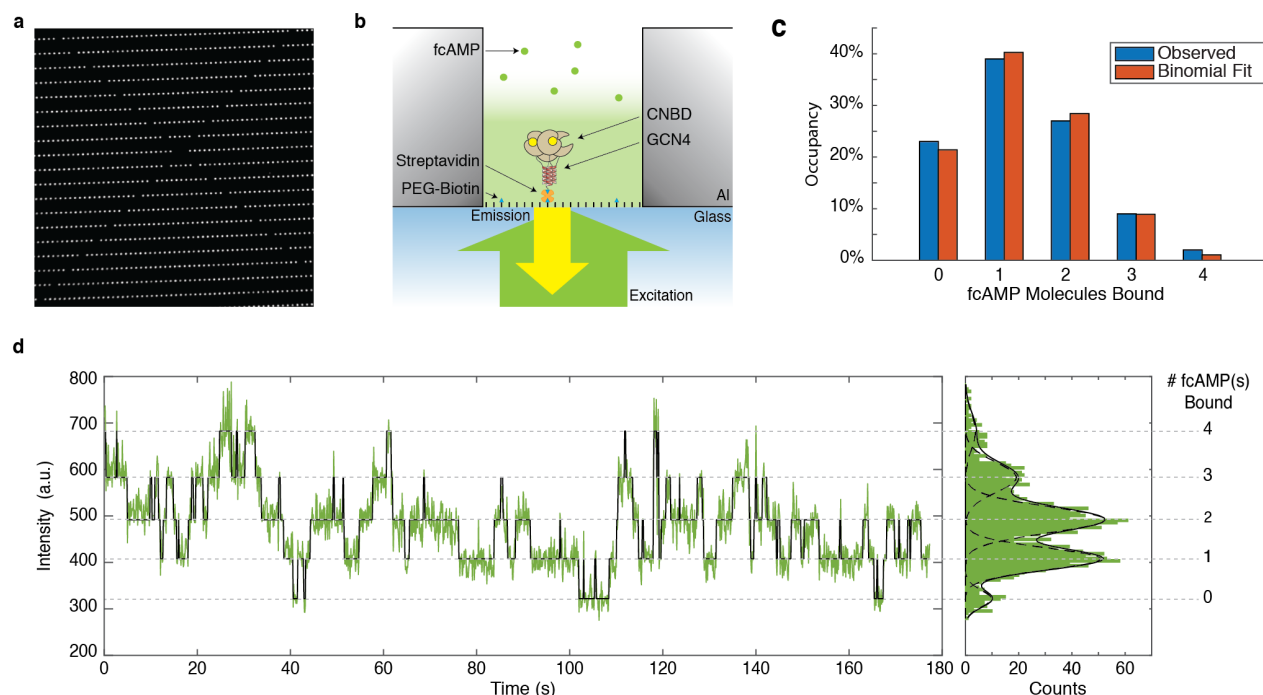 a
b
fcAMP
CNBD
GCN4
Streptavidin
PEG-Biotin
Al
Emission
Glass
Excitation
c
40%
30%
20%
10%
0%
Occupancy
Observed
Binomial Fit
0 1 2 3 4
fcAMP Molecules Bound
d
800
700
600
500
400
300
200
Intensity (a.u.)
0 20 40 60 80 100 120 140 160 180
Time (s)
# fcAMP(s)
Bound
4
3
2
1
0
0 20 40 60
Counts